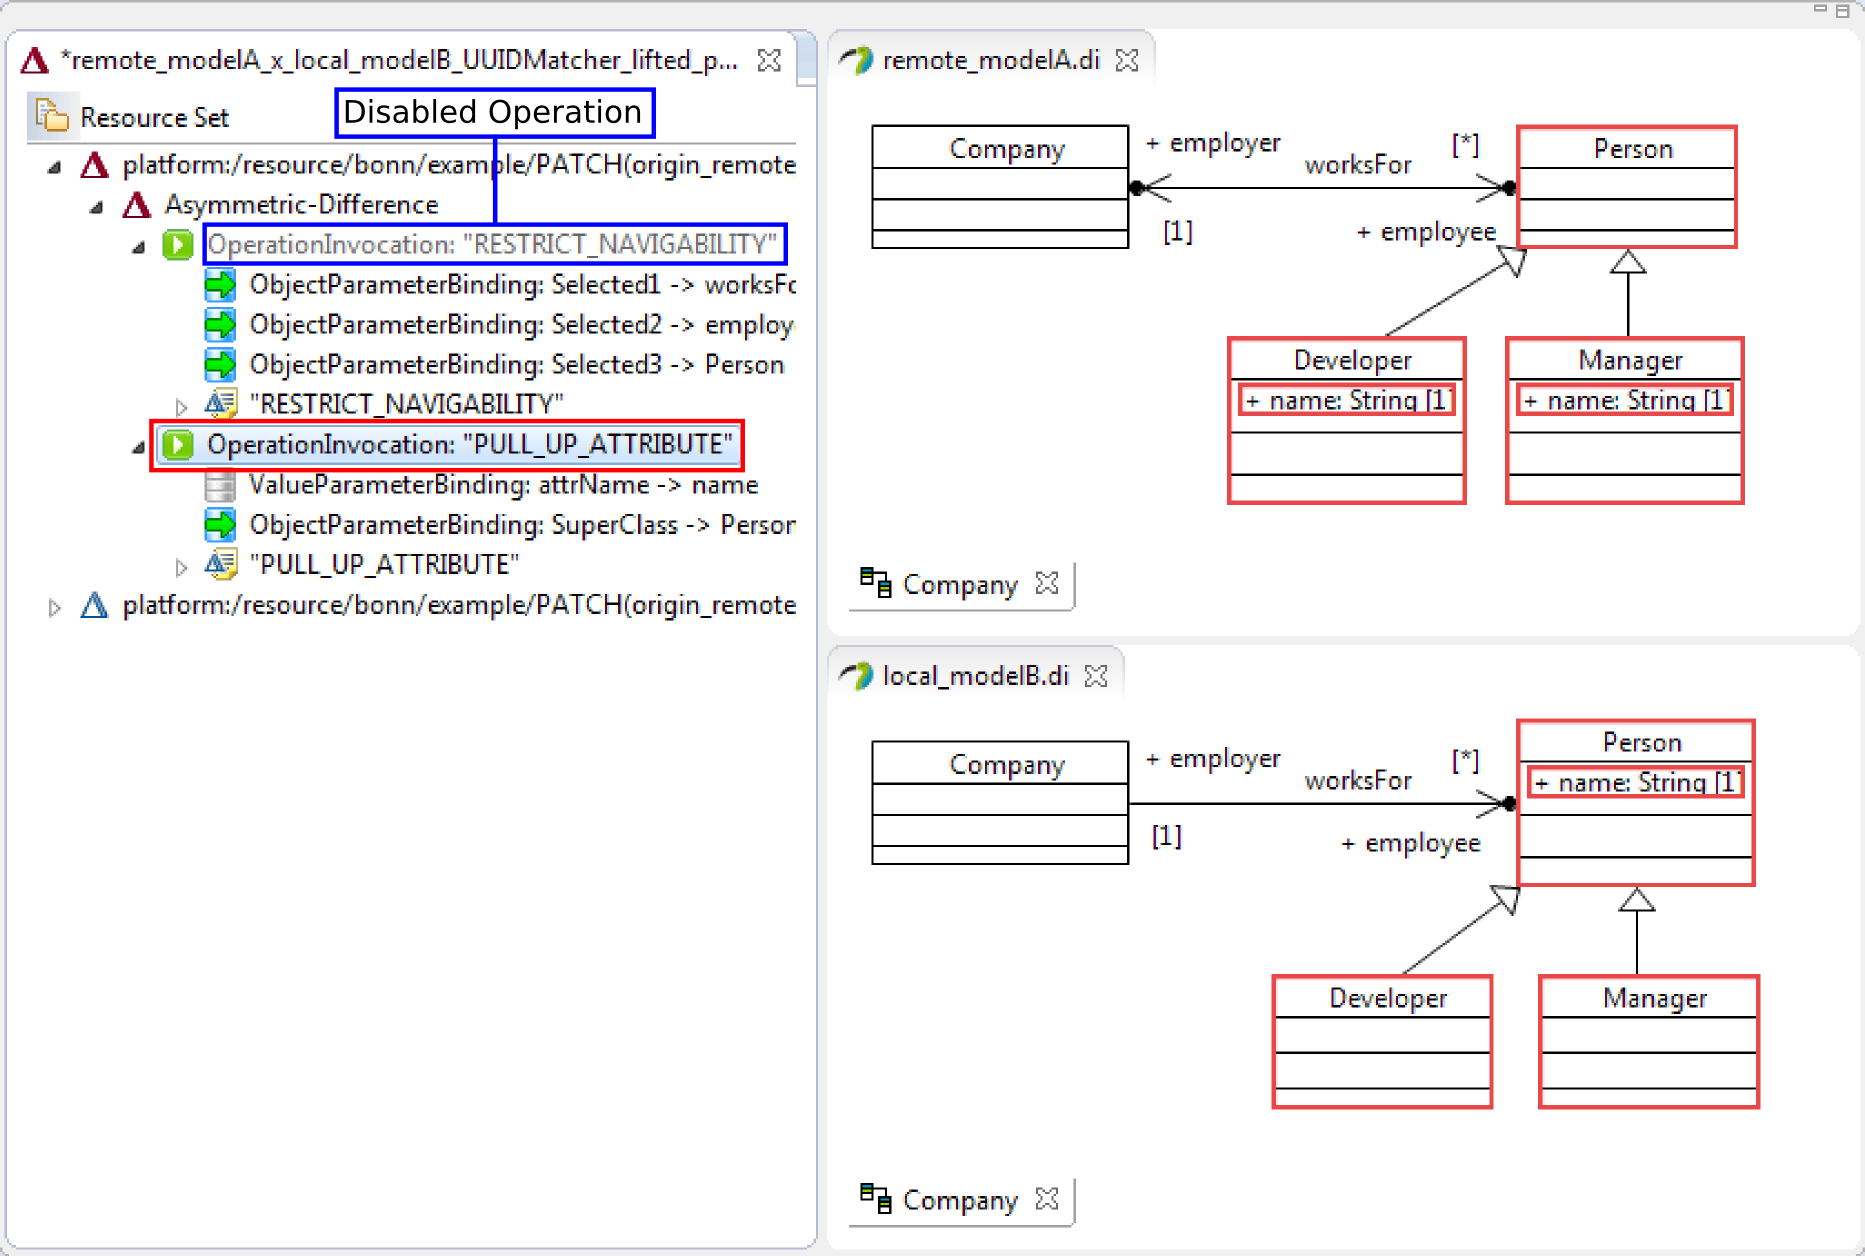 *remote_modelA_x_local_modelB_UUIDMatcher_lifted_p...
Resource Set
Disabled Operation
platform:/resource/bonn/example/PATCH(origin_remote
Asymmetric-Difference
OperationInvocation: "RESTRICT_NAVIGABILITY"
ObjectParameterBinding: Selected1 -> worksFo
ObjectParameterBinding: Selected2 -> employ
ObjectParameterBinding: Selected3 -> Person
"RESTRICT_NAVIGABILITY"
OperationInvocation: "PULL_UP_ATTRIBUTE"
ValueParameterBinding: attrName -> name
ObjectParameterBinding: SuperClass -> Person
"PULL_UP_ATTRIBUTE"
platform:/resource/bonn/example/PATCH(origin_remote
remote_modelA.di
Company
+ employer
worksFor
[*]
Person
[1]
+ employee
Developer
+ name: String [1]
Manager
+ name: String [1]
Company
local_modelB.di
Company
+ employer
worksFor
[*]
Person
+ name: String [1]
[1]
+ employee
Developer
Manager
Company